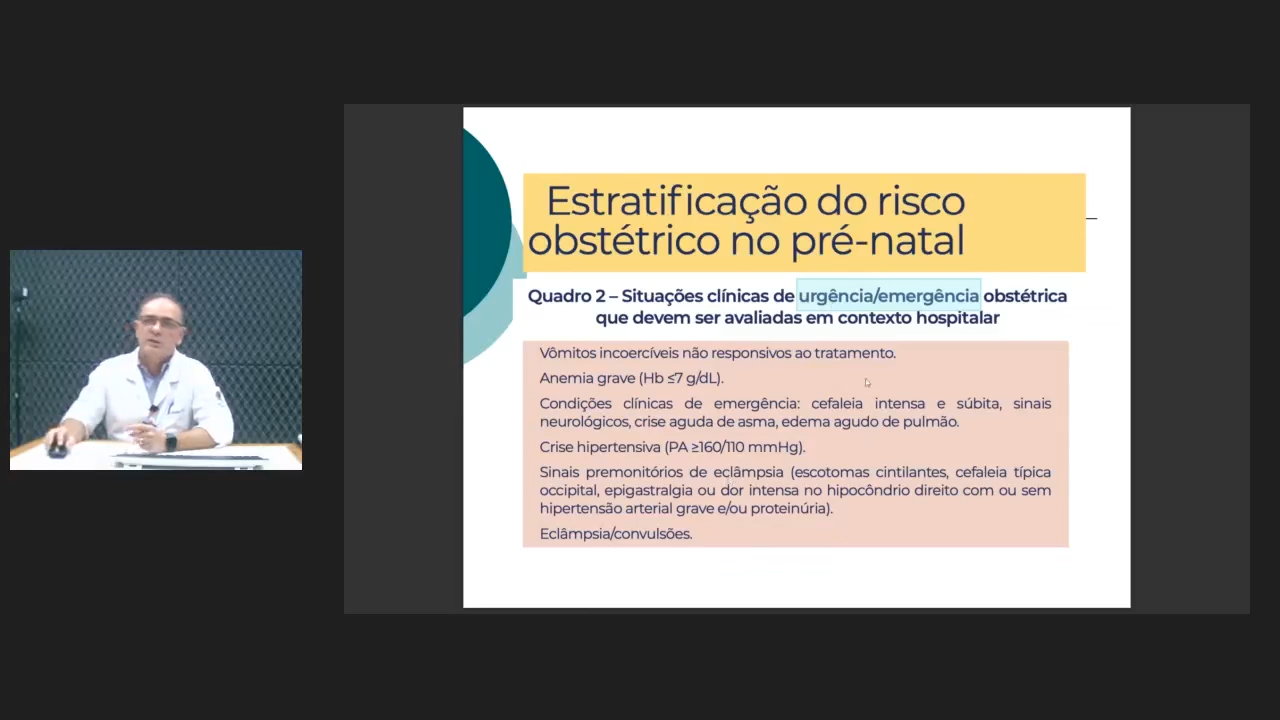 Estratificação do risco
obstétrico no pré-natal
Quadro 2 – Situações clínicas de urgência/emergência obstétrica
que devem ser avaliadas em contexto hospitalar
Vômitos incoercíveis não responsivos ao tratamento.
Anemia grave (Hb ≤7 g/dL).
Condições clínicas de emergência: cefaleia intensa e súbita, sinais
neurológicos, crise aguda de asma, edema agudo de pulmão.
Crise hipertensiva (PA ≥160/110 mmHg).
Sinais premonitórios de eclâmpsia (escotomas cintilantes, cefaleia típica
occipital, epigastralgia ou dor intensa no hipocôndrio direito com ou sem
hipertensão arterial grave e/ou proteinúria).
Eclâmpsia/convulsões.